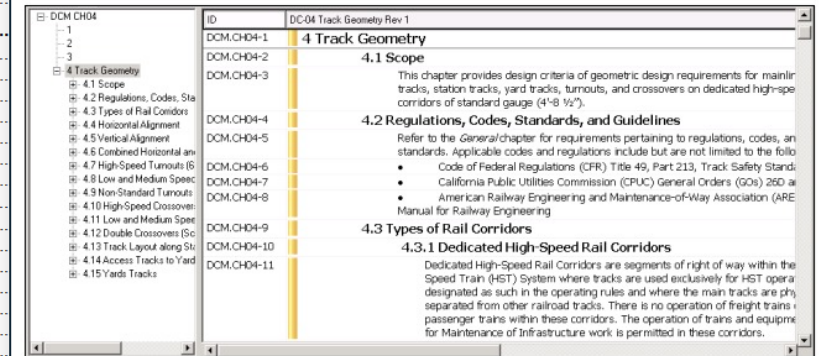 DCM CH04
1
2
3
4 Track Geometry
4.1 Scope
4.2 Regulations, Codes, Sta
4.3 Types of Rail Corridors
4.4 Horizontal Alignment
4.5 Vertical Alignment
4.6 Combined Horizontal an
4.7 High-Speed Turnouts (6
4.8 Low and Medium Speed
4.9 Non-Standard Turnouts
4.10 High-Speed Crossover
4.11 Low and Medium Spee
4.12 Double Crossovers (Sc
4.13 Track Layout along Sta
4.14 Access Tracks to Yard
4.15 Yards Tracks
ID DC-04 Track Geometry Rev 1
DCM.CH04-1 4 Track Geometry
DCM.CH04-2 4.1 Scope
DCM.CH04-3 This chapter provides design criteria of geometric design requirements for mainlin
tracks, station tracks, yard tracks, turnouts, and crossovers on dedicated high-spe
corridors of standard gauge (4'-8 ½").
DCM.CH04-4 4.2 Regulations, Codes, Standards, and Guidelines
DCM.CH04-5 Refer to the General chapter for requirements pertaining to regulations, codes, an
standards. Applicable codes and regulations include but are not limited to the follo
DCM.CH04-6 • Code of Federal Regulations (CFR) Title 49, Part 213, Track Safety Standa
DCM.CH04-7 • California Public Utilities Commission (CPUC) General Orders (GOs) 26D a
DCM.CH04-8 • American Railway Engineering and Maintenance-of-Way Association (ARE
Manual for Railway Engineering
DCM.CH04-9 4.3 Types of Rail Corridors
DCM.CH04-10 4.3.1 Dedicated High-Speed Rail Corridors
DCM.CH04-11 Dedicated High-Speed Rail Corridors are segments of right of way within the
Speed Train (HST) System where tracks are used exclusively for HST opera
designated as such in the operating rules and where the main tracks are phy
separated from other railroad tracks. There is no operation of freight trains
passenger trains within these corridors. The operation of trains and equipme
for Maintenance of Infrastructure work is permitted in these corridors.